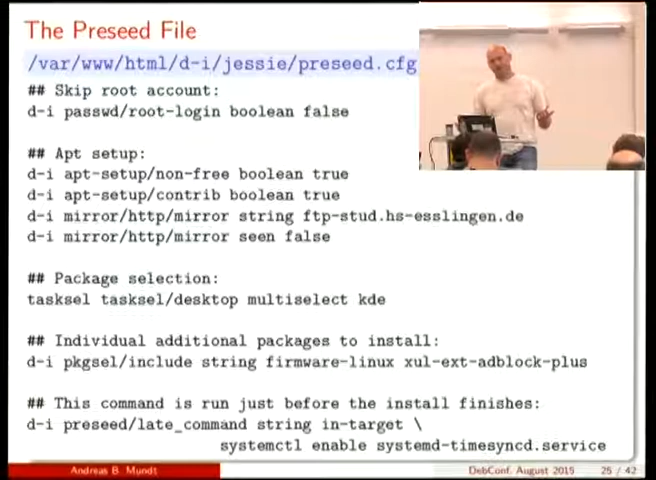 The Preseed File
/var/www/html/d-i/jessie/preseed.cfg
## Skip root account:
d-i passwd/root-login boolean false
## Apt setup:
d-i apt-setup/non-free boolean true
d-i apt-setup/contrib boolean true
d-i mirror/http/mirror string ftp-stud.hs-esslingen.de
d-i mirror/http/mirror seen false
## Package selection:
tasksel tasksel/desktop multiselect kde
## Individual additional packages to install:
d-i pkgsel/include string firmware-linux xul-ext-adblock-plus
## This command is run just before the install finishes:
d-i preseed/late_command string in-target \
systemctl enable systemd-timesyncd.service
Andreas B. Mundt
DebConf, August 2015
25 / 42